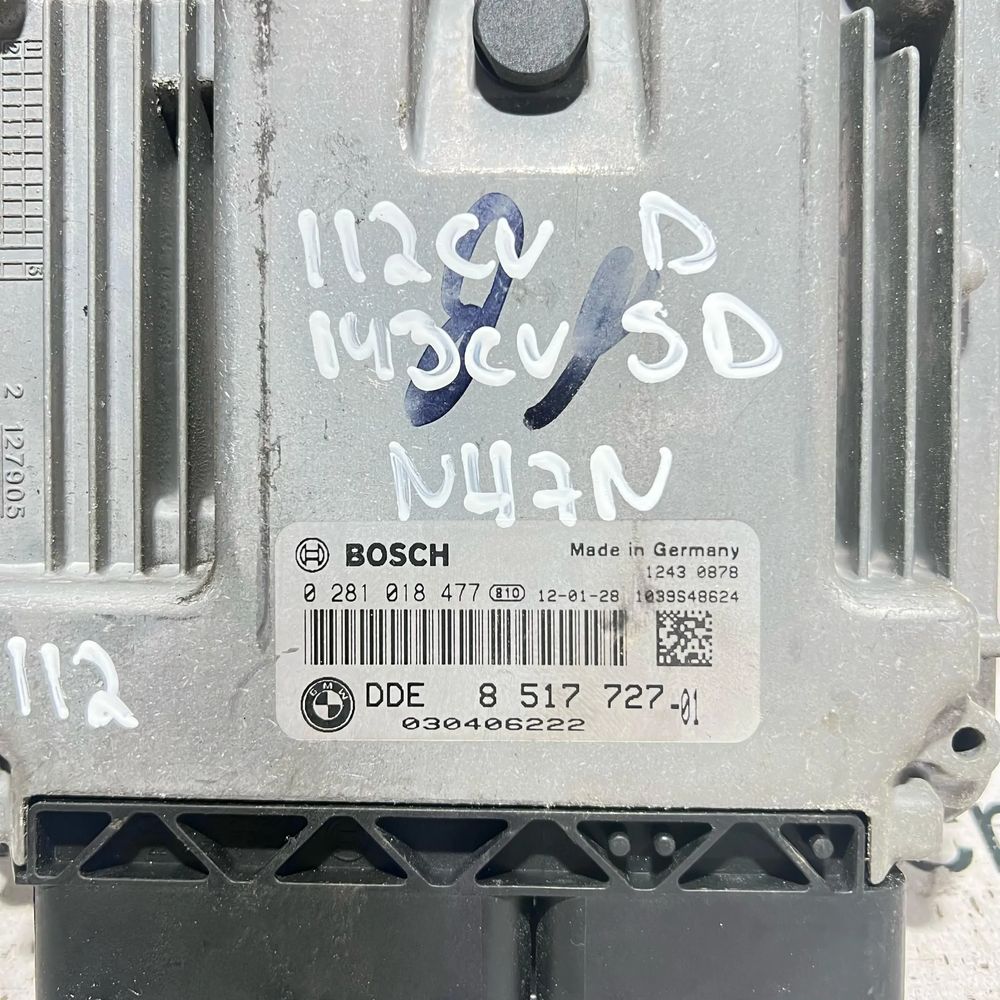 112CV D
143CV SD
N47N
BOSCH Made in Germany
1243 0878
0 281 018 477 810 12-01-28 1039S48624
BMW DDE 8 517 727-01
030406222
112
2 127905